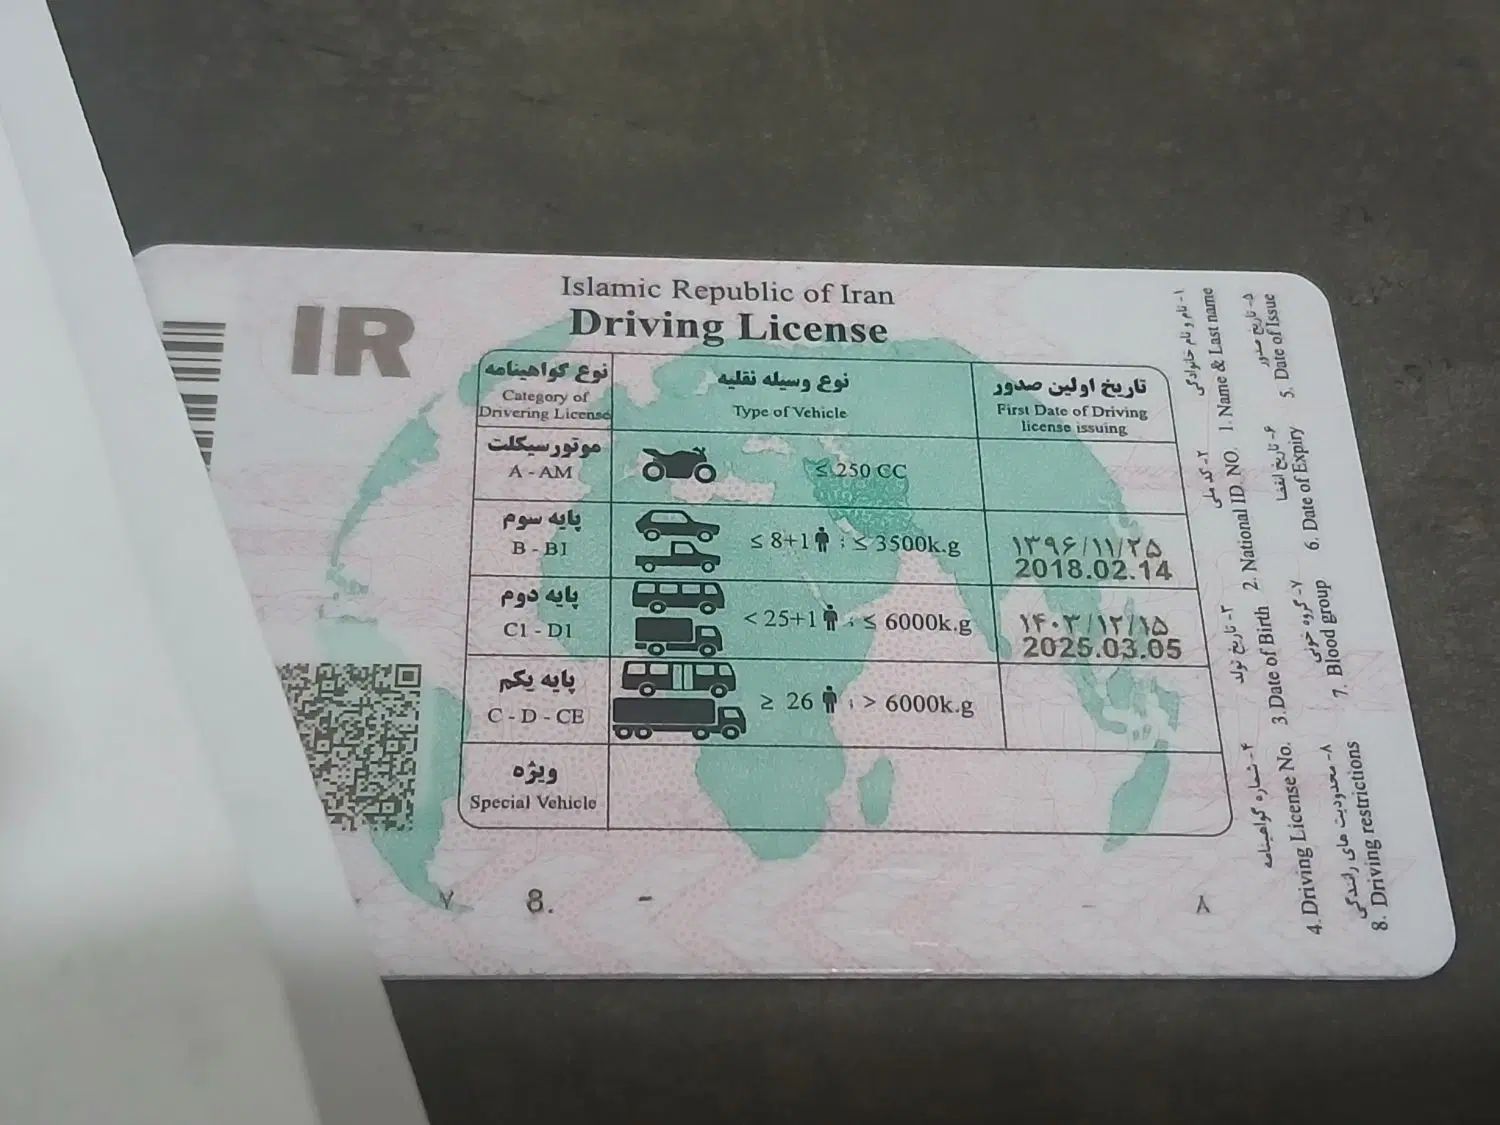 IR
Islamic Republic of Iran
Driving License
نوع گواهینامه
Category of
Drivering License
نوع وسیله نقلیه
Type of Vehicle
تاریخ اولین صدور
First Date of Driving
license issuing
موتورسیکلت
A - AM
≤ 250 CC
پایه سوم
B - B1
≤ 8+1 ; ≤ 3500k.g
۱۳۹۶/۱۱/۲۵
2018.02.14
پایه دوم
C1 - D1
< 25+1 ; ≤ 6000k.g
۱۴۰۳/۱۲/۱۵
2025.03.05
پایه یکم
C - D - CE
≥ 26 ; > 6000k.g
ویژه
Special Vehicle
۷ 8. - - ۸
۱- نام و نام خانوادگی
1. Name & Last name
۲- کد ملی
2. National ID. NO.
۳- تاریخ تولد
3. Date of Birth
۴- شماره گواهینامه
4. Driving License No.
۵- تاریخ صدور
5. Date of Issue
۶- تاریخ انقضا
6. Date of Expiry
۷- گروه خونی
7. Blood group
۸- محدودیت های رانندگی
8. Driving restrictions